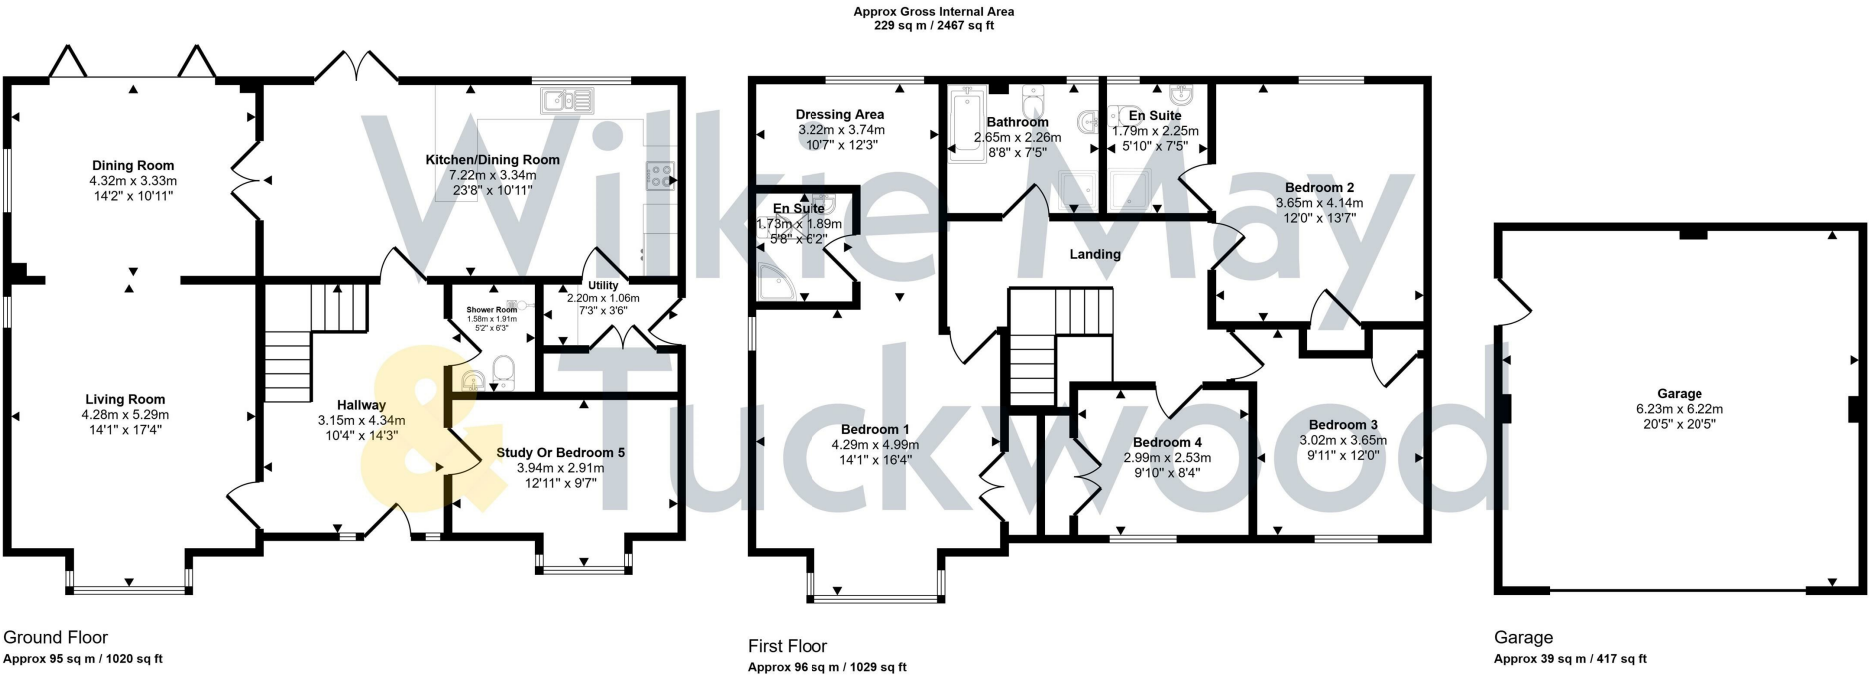 Approx Gross Internal Area
229 sq m / 2467 sq ft
Dining Room
4.32m x 3.33m
14'2" x 10'11"
Kitchen/Dining Room
7.22m x 3.34m
23'8" x 10'11"
Utility
2.20m x 1.06m
7'3" x 3'6"
Shower Room
1.58m x 1.91m
5'2" x 6'3"
Living Room
4.28m x 5.29m
14'1" x 17'4"
Hallway
3.15m x 4.34m
10'4" x 14'3"
Study Or Bedroom 5
3.94m x 2.91m
12'11" x 9'7"
Ground Floor
Approx 95 sq m / 1020 sq ft
Dressing Area
3.22m x 3.74m
10'7" x 12'3"
Bathroom
2.65m x 2.26m
8'8" x 7'5"
En Suite
1.79m x 2.25m
5'10" x 7'5"
Bedroom 2
3.65m x 4.14m
12'0" x 13'7"
En Suite
1.73m x 1.89m
5'8" x 6'2"
Landing
Bedroom 1
4.29m x 4.99m
14'1" x 16'4"
Bedroom 4
2.99m x 2.53m
9'10" x 8'4"
Bedroom 3
3.02m x 3.65m
9'11" x 12'0"
First Floor
Approx 96 sq m / 1029 sq ft
Garage
6.23m x 6.22m
20'5" x 20'5"
Garage
Approx 39 sq m / 417 sq ft
Wilkie May
& Tuckwood